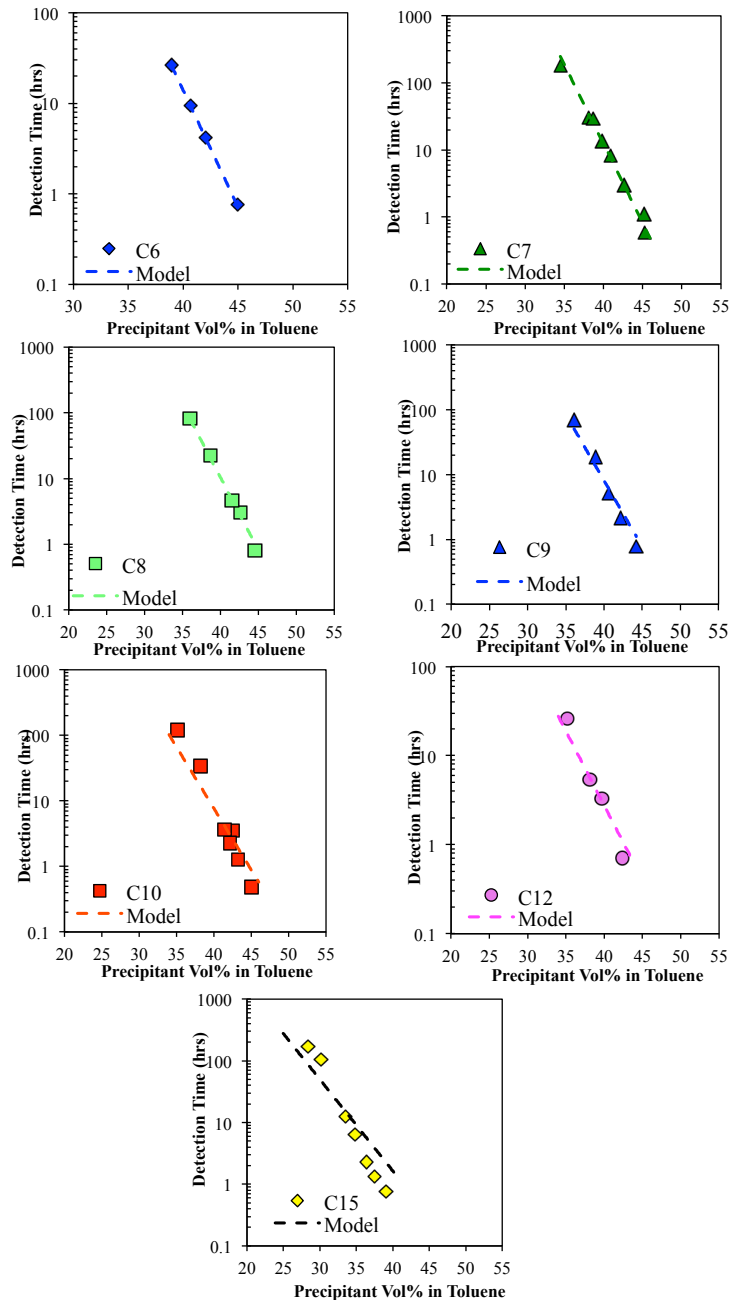 Detection Time (hrs)
100
10
1
0.1
C6
Model
30 35 40 45 50 55
Precipitant Vol% in Toluene
Detection Time (hrs)
1000
100
10
1
0.1
C7
Model
20 25 30 35 40 45 50 55
Precipitant Vol% in Toluene
Detection Time (hrs)
1000
100
10
1
0.1
C8
Model
20 25 30 35 40 45 50 55
Precipitant Vol% in Toluene
Detection Time (hrs)
1000
100
10
1
0.1
C9
Model
20 25 30 35 40 45 50 55
Precipitant Vol% in Toluene
Detection Time (hrs)
1000
100
10
1
0.1
C10
Model
20 25 30 35 40 45 50 55
Precipitant Vol% in Toluene
Detection Time (hrs)
100
10
1
0.1
C12
Model
20 25 30 35 40 45 50 55
Precipitant Vol% in Toluene
Detection Time (hrs)
1000
100
10
1
0.1
C15
Model
20 25 30 35 40 45 50 55
Precipitant Vol% in Toluene